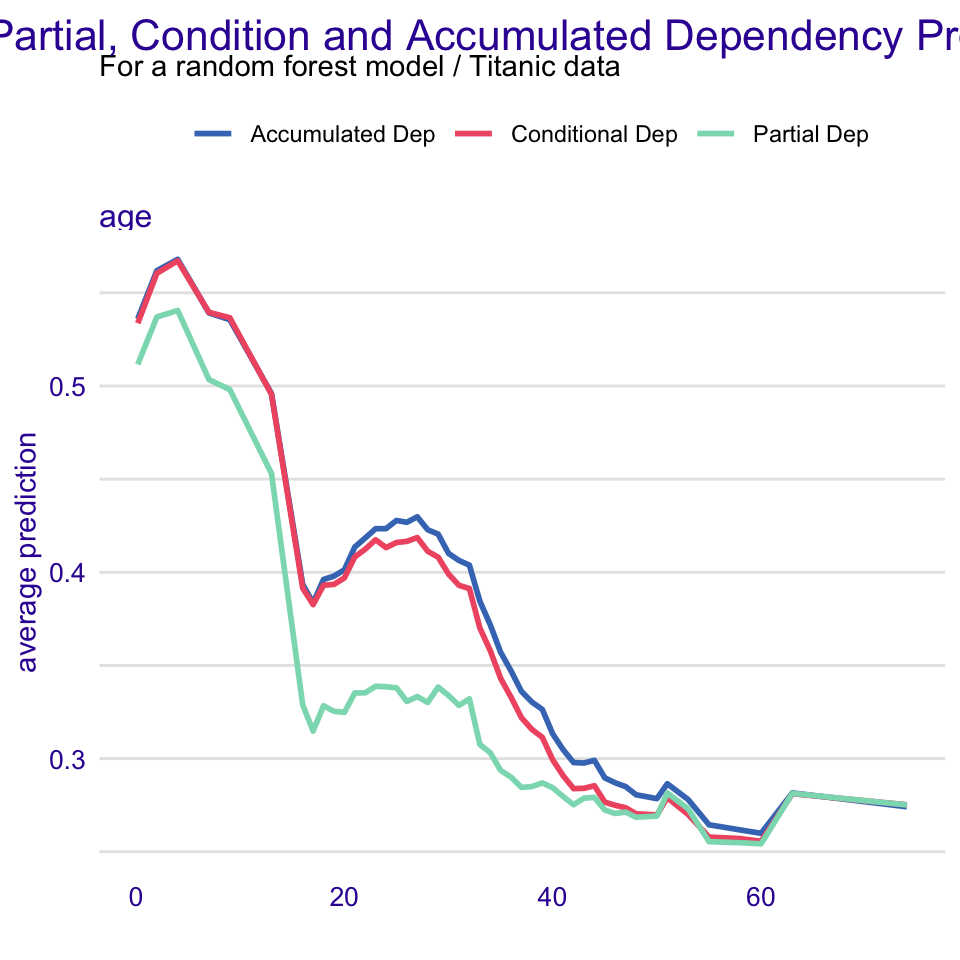 Partial, Condition and Accumulated Dependency Pr
For a random forest model / Titanic data
Accumulated Dep Conditional Dep Partial Dep
age
average prediction
0.5
0.4
0.3
0 20 40 60